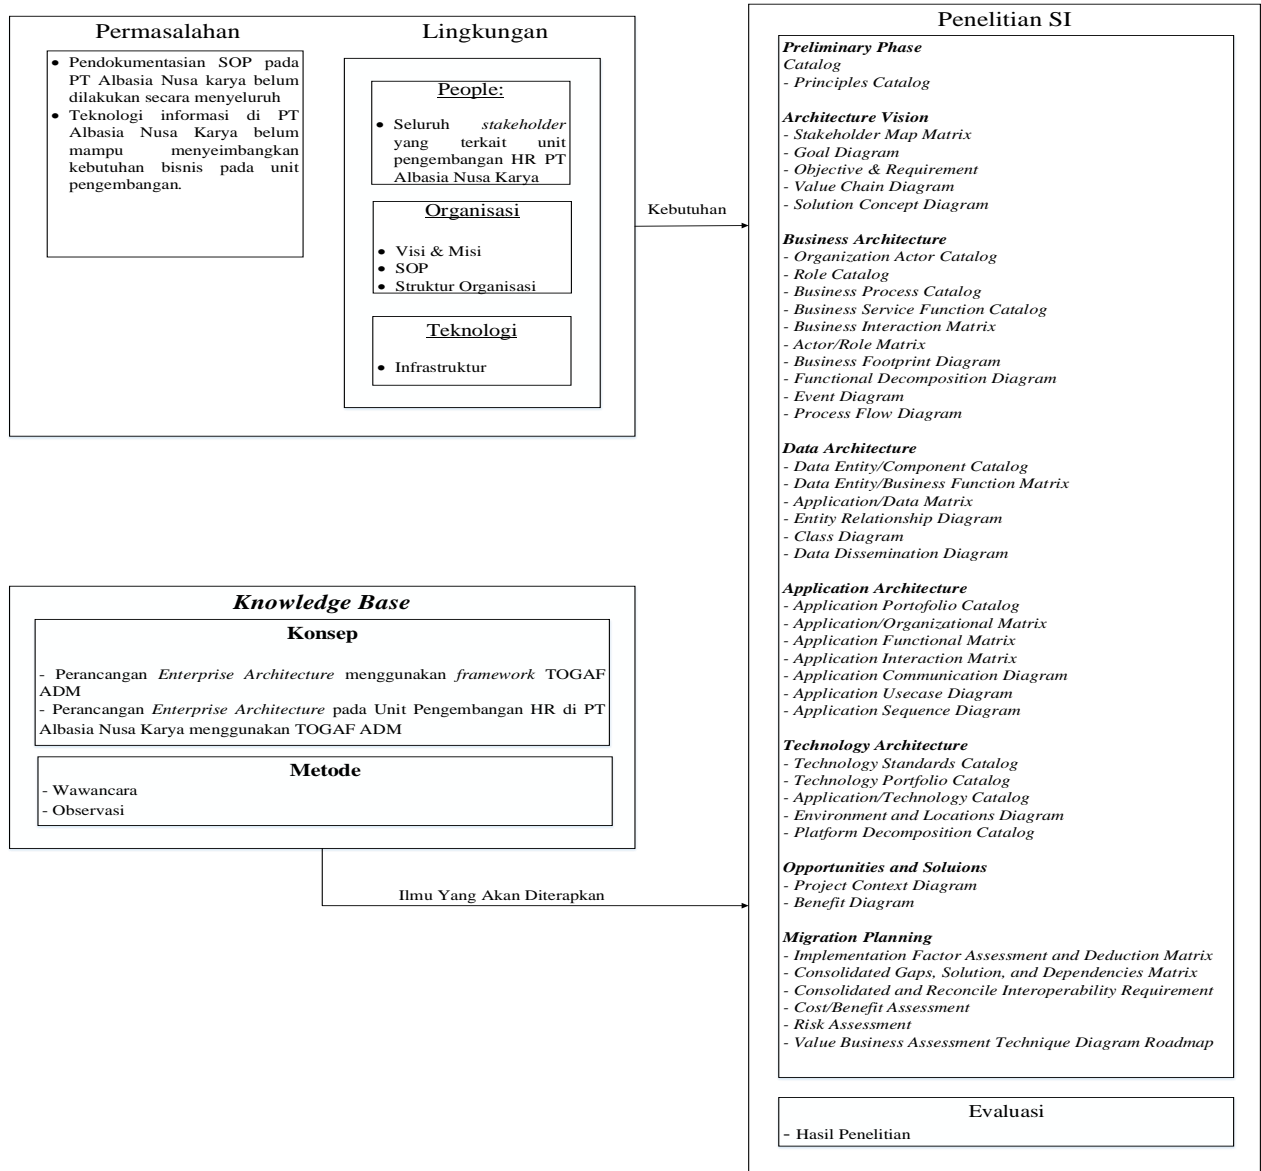 Permasalahan
• Pendokumentasian SOP pada
PT Albasia Nusa karya belum
dilakukan secara menyeluruh
• Teknologi informasi di PT
Albasia Nusa Karya belum
mampu menyeimbangkan
kebutuhan bisnis pada unit
pengembangan.
Lingkungan
People:
• Seluruh stakeholder
yang terkait unit
pengembangan HR PT
Albasia Nusa Karya
Organisasi
• Visi & Misi
• SOP
• Struktur Organisasi
Teknologi
• Infrastruktur
Kebutuhan
Knowledge Base
Konsep
- Perancangan Enterprise Architecture menggunakan framework TOGAF
ADM
- Perancangan Enterprise Architecture pada Unit Pengembangan HR di PT
Albasia Nusa Karya menggunakan TOGAF ADM
Metode
- Wawancara
- Observasi
Ilmu Yang Akan Diterapkan
Penelitian SI
Preliminary Phase
Catalog
- Principles Catalog
Architecture Vision
- Stakeholder Map Matrix
- Goal Diagram
- Objective & Requirement
- Value Chain Diagram
- Solution Concept Diagram
Business Architecture
- Organization Actor Catalog
- Role Catalog
- Business Process Catalog
- Business Service Function Catalog
- Business Interaction Matrix
- Actor/Role Matrix
- Business Footprint Diagram
- Functional Decomposition Diagram
- Event Diagram
- Process Flow Diagram
Data Architecture
- Data Entity/Component Catalog
- Data Entity/Business Function Matrix
- Application/Data Matrix
- Entity Relationship Diagram
- Class Diagram
- Data Dissemination Diagram
Application Architecture
- Application Portofolio Catalog
- Application/Organizational Matrix
- Application Functional Matrix
- Application Interaction Matrix
- Application Communication Diagram
- Application Usecase Diagram
- Application Sequence Diagram
Technology Architecture
- Technology Standards Catalog
- Technology Portfolio Catalog
- Application/Technology Catalog
- Environment and Locations Diagram
- Platform Decomposition Catalog
Opportunities and Soluions
- Project Context Diagram
- Benefit Diagram
Migration Planning
- Implementation Factor Assessment and Deduction Matrix
- Consolidated Gaps, Solution, and Dependencies Matrix
- Consolidated and Reconcile Interoperability Requirement
- Cost/Benefit Assessment
- Risk Assessment
- Value Business Assessment Technique Diagram Roadmap
Evaluasi
- Hasil Penelitian